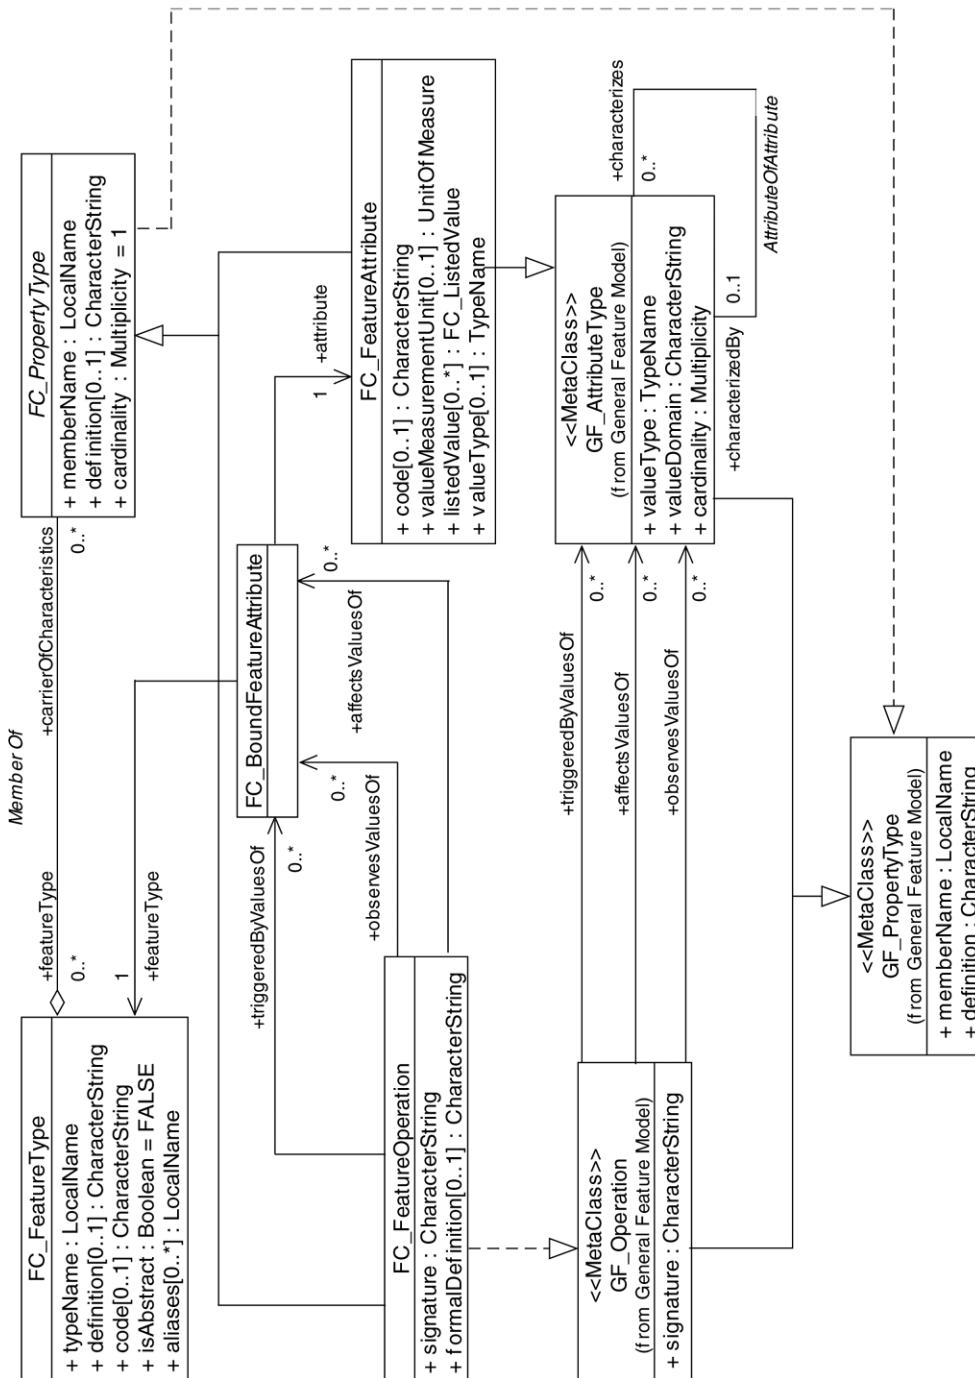 Member Of
FC_FeatureType
+ typeName : LocalName
+ definition[0..1] : CharacterString
+ code[0..1] : CharacterString
+ isAbstract : Boolean = FALSE
+ aliases[0..*] : LocalName
+featureType
0..*
+carrierOfCharacteristics
0..*
FC_PropertyType
+ memberName : LocalName
+ definition[0..1] : CharacterString
+ cardinality : Multiplicity = 1
1
+featureType
FC_BoundFeatureAttribute
+triggeredByValuesOf
0..*
+observesValuesOf
0..*
+affectsValuesOf
0..*
1
+attribute
FC_FeatureOperation
+ signature : CharacterString
+ formalDefinition[0..1] : CharacterString
FC_FeatureAttribute
+ code[0..1] : CharacterString
+ valueMeasurementUnit[0..1] : UnitOfMeasure
+ listedValue[0..*] : FC_ListedValue
+ valueType[0..1] : TypeName
<<MetaClass>>
GF_Operation
(from General Feature Model)
+ signature : CharacterString
+triggeredByValuesOf
0..*
+affectsValuesOf
0..*
+observesValuesOf
0..*
<<MetaClass>>
GF_AttributeType
(from General Feature Model)
+ valueType : TypeName
+ valueDomain : CharacterString
+ cardinality : Multiplicity
+characterizes
0..*
+characterizedBy
0..1
AttributeOfAttribute
<<MetaClass>>
GF_PropertyType
(from General Feature Model)
+ memberName : LocalName
+ definition : CharacterString